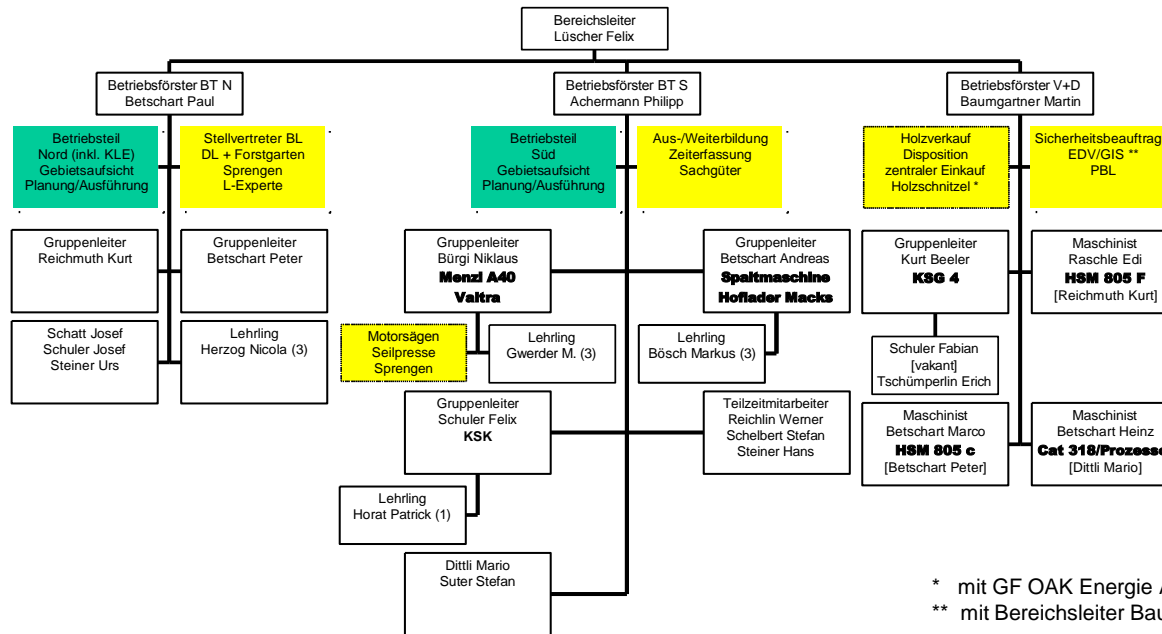 Bereichsleiter
Lüscher Felix
Betriebsförster BT N
Betschart Paul
Betriebsförster BT S
Achermann Philipp
Betriebsförster V+D
Baumgartner Martin
Betriebsteil
Nord (inkl. KLE)
Gebietsaufsicht
Planung/Ausführung
Stellvertreter BL
DL + Forstgarten
Sprengen
L-Experte
Betriebsteil
Süd
Gebietsaufsicht
Planung/Ausführung
Aus-/Weiterbildung
Zeiterfassung
Sachgüter
Holzverkauf
Disposition
zentraler Einkauf
Holzschnitzel *
Sicherheitsbeauftrag
EDV/GIS **
PBL
Gruppenleiter
Reichmuth Kurt
Gruppenleiter
Betschart Peter
Gruppenleiter
Bürgi Niklaus
Menzi A40
Valtra
Gruppenleiter
Betschart Andreas
Spaltmaschine
Hoflader Macks
Gruppenleiter
Kurt Beeler
KSG 4
Maschinist
Raschle Edi
HSM 805 F
[Reichmuth Kurt]
Schatt Josef
Schuler Josef
Steiner Urs
Lehrling
Herzog Nicola (3)
Motorsägen
Seilpresse
Sprengen
Lehrling
Gwerder M. (3)
Lehrling
Bösch Markus (3)
Schuler Fabian
[vakant]
Tschümperlin Erich
Gruppenleiter
Schuler Felix
KSK
Teilzeitmitarbeiter
Reichlin Werner
Schelbert Stefan
Steiner Hans
Maschinist
Betschart Marco
HSM 805 c
[Betschart Peter]
Maschinist
Betschart Heinz
Cat 318/Prozesso
[Dittli Mario]
Lehrling
Horat Patrick (1)
Dittli Mario
Suter Stefan
* mit GF OAK Energie
** mit Bereichsleiter Bau